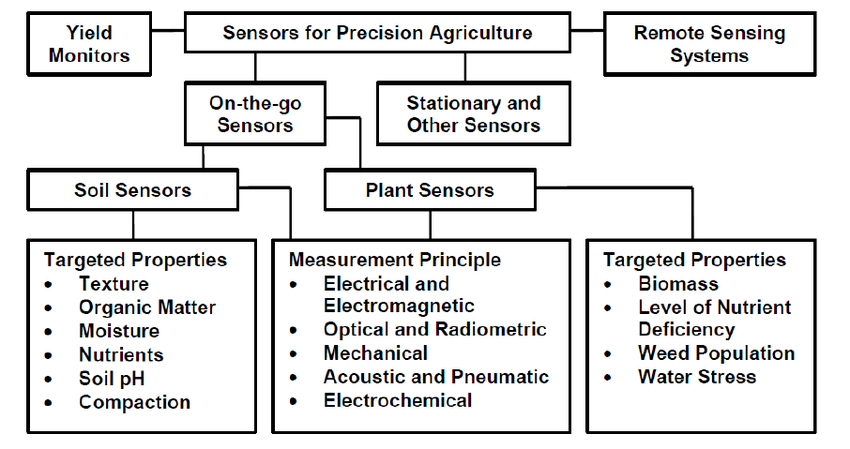 Yield
Monitors
Sensors for Precision Agriculture
Remote Sensing
Systems
On-the-go
Sensors
Stationary and
Other Sensors
Soil Sensors
Plant Sensors
Targeted Properties
• Texture
• Organic Matter
• Moisture
• Nutrients
• Soil pH
• Compaction
Measurement Principle
• Electrical and
Electromagnetic
• Optical and Radiometric
• Mechanical
• Acoustic and Pneumatic
• Electrochemical
Targeted Properties
• Biomass
• Level of Nutrient
Deficiency
• Weed Population
• Water Stress